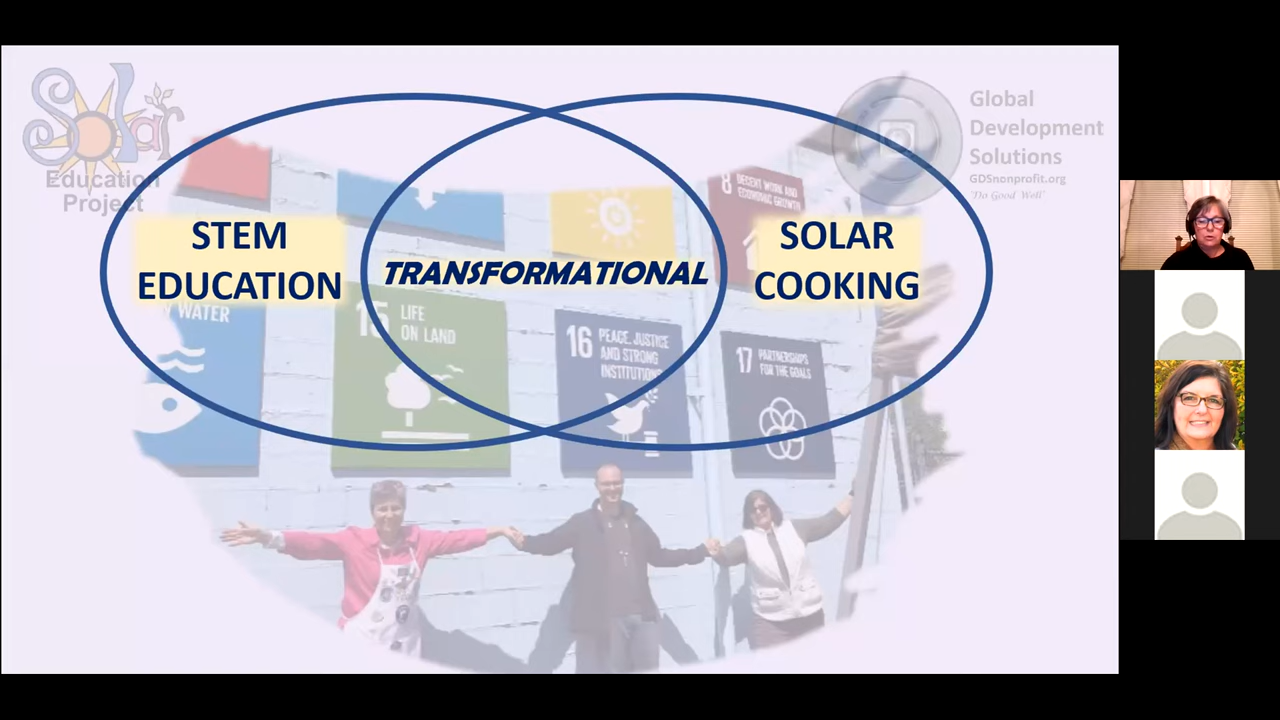 Solar
Education
Project
Global
Development
Solutions
GDSnonprofit.org
"Do Good Well"
STEM
EDUCATION
TRANSFORMATIONAL
SOLAR
COOKING
8 DECENT WORK AND
ECONOMIC GROWTH
WATER
15 LIFE
ON LAND
16 PEACE, JUSTICE
AND STRONG
INSTITUTIONS
17 PARTNERSHIPS
FOR THE GOALS